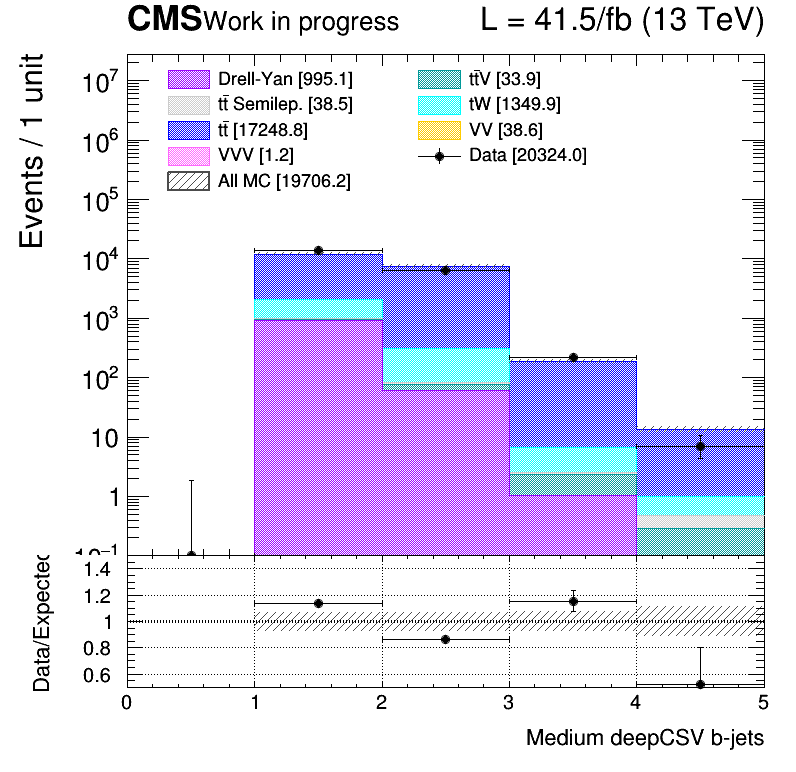 CMS Work in progress L = 41.5/fb (13 TeV)
Events / 1 unit
Drell-Yan [995.1]
tt̄ Semilep. [38.5]
tt̄ [17248.8]
VVV [1.2]
All MC [19706.2]
tt̄V [33.9]
tW [1349.9]
VV [38.6]
Data [20324.0]
10⁷
10⁶
10⁵
10⁴
10³
10²
10
1
10⁻¹
Data/Expected
1.4
1.2
1
0.8
0.6
0 1 2 3 4 5
Medium deepCSV b-jets